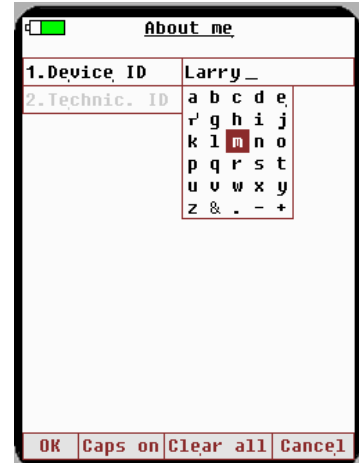 About me
1.Device ID Larry_
2.Technic. ID
a b c d e
f g h i j
k l m n o
p q r s t
u v w x y
z & . - +
OK Caps on Clear all Cancel